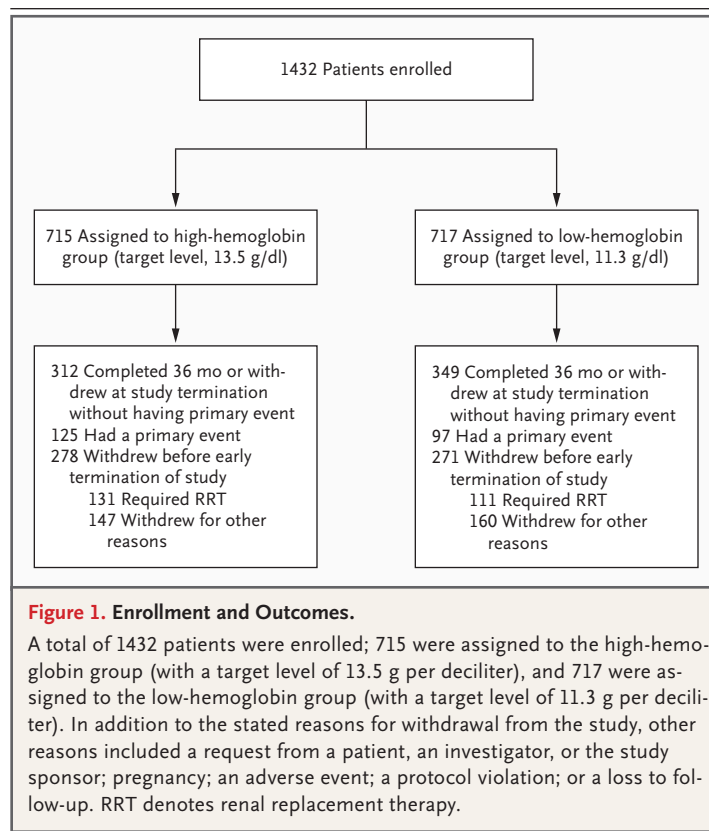 1432 Patients enrolled
715 Assigned to high-hemoglobin
group (target level, 13.5 g/dl)
717 Assigned to low-hemoglobin
group (target level, 11.3 g/dl)
312 Completed 36 mo or with-
drew at study termination
without having primary event
125 Had a primary event
278 Withdrew before early
termination of study
131 Required RRT
147 Withdrew for other
reasons
349 Completed 36 mo or with-
drew at study termination
without having primary event
97 Had a primary event
271 Withdrew before early
termination of study
111 Required RRT
160 Withdrew for other
reasons
Figure 1. Enrollment and Outcomes.
A total of 1432 patients were enrolled; 715 were assigned to the high-hemo-
globin group (with a target level of 13.5 g per deciliter), and 717 were as-
signed to the low-hemoglobin group (with a target level of 11.3 g per decili-
ter). In addition to the stated reasons for withdrawal from the study, other
reasons included a request from a patient, an investigator, or the study
sponsor; pregnancy; an adverse event; a protocol violation; or a loss to fol-
low-up. RRT denotes renal replacement therapy.